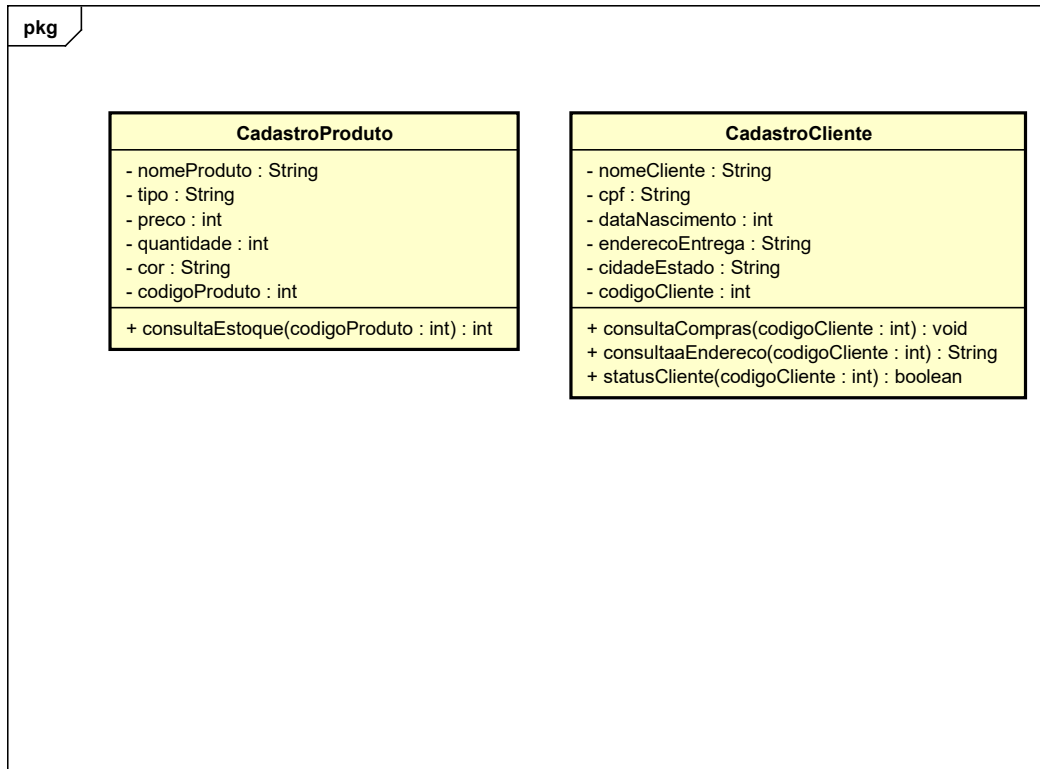 pkg
CadastroProduto
- nomeProduto : String
- tipo : String
- preco : int
- quantidade : int
- cor : String
- codigoProduto : int
+ consultaEstoque(codigoProduto : int) : int
CadastroCliente
- nomeCliente : String
- cpf : String
- dataNascimento : int
- enderecoEntrega : String
- cidadeEstado : String
- codigoCliente : int
+ consultaCompras(codigoCliente : int) : void
+ consultaaEndereco(codigoCliente : int) : String
+ statusCliente(codigoCliente : int) : boolean